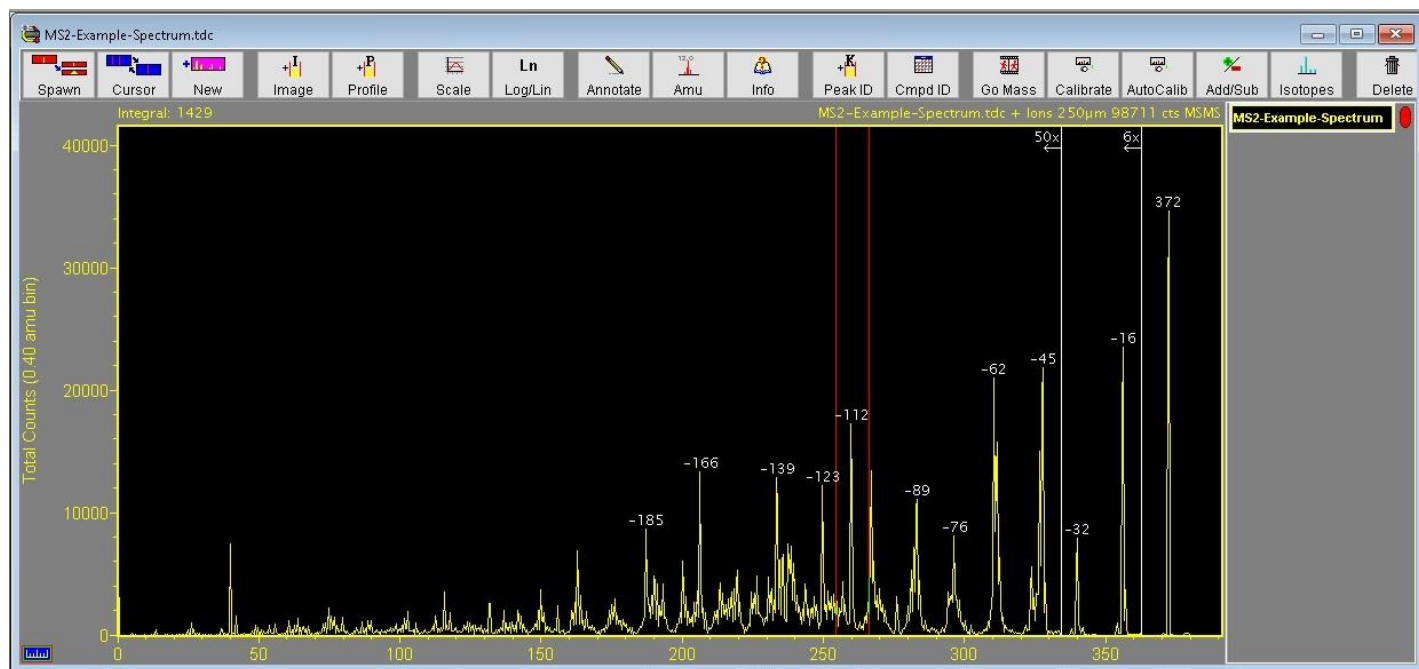 MS2-Example-Spectrum.tdc
Spawn Cursor New Image Profile Scale Ln Log/Lin Annotate 12.0 Amu Info Peak ID Cmpd ID Go Mass Calibrate AutoCalib Add/Sub Isotopes Delete
Integral: 1429
MS2-Example-Spectrum.tdc + Ions 250µm 98711 cts MSMS
MS2-Example-Spectrum
50x
6x
40000
30000
20000
10000
0
Total Counts (0.40 amu bin)
-185
-166
-139
-123
-112
-89
-76
-62
-45
-32
-16
372
0 50 100 150 200 250 300 350